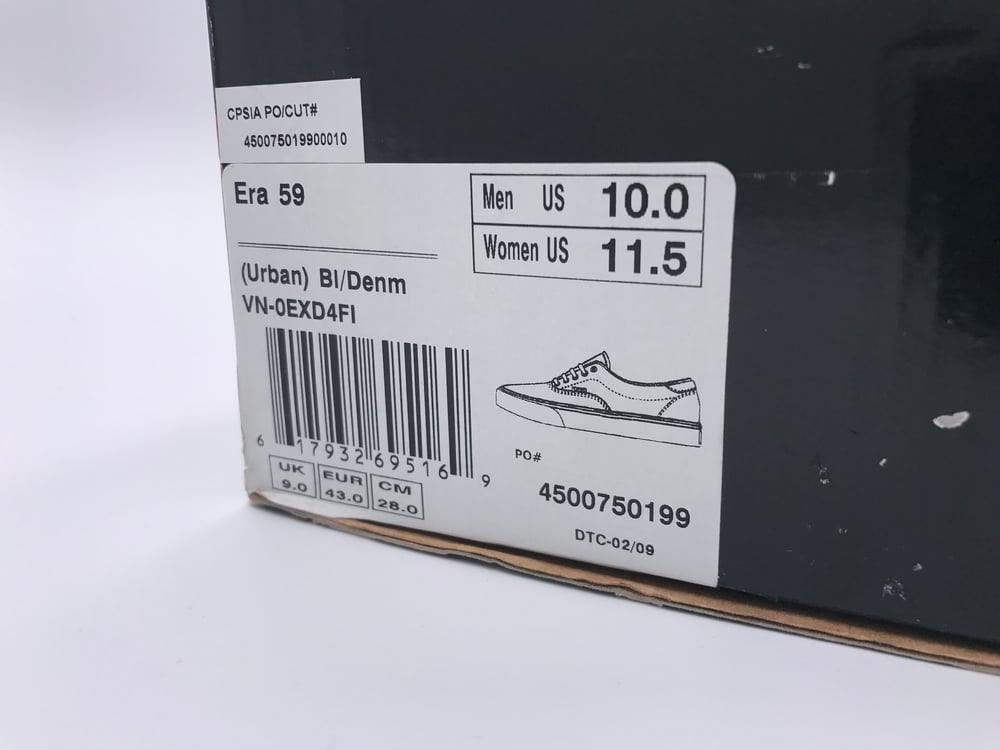 CPSIA PO/CUT#
450075019900010
Era 59
Men US 10.0
Women US 11.5
(Urban) Bl/Denm
VN-0EXD4FI
6 17932 69516 9
UK 9.0
EUR 43.0
CM 28.0
PO#
4500750199
DTC-02/09